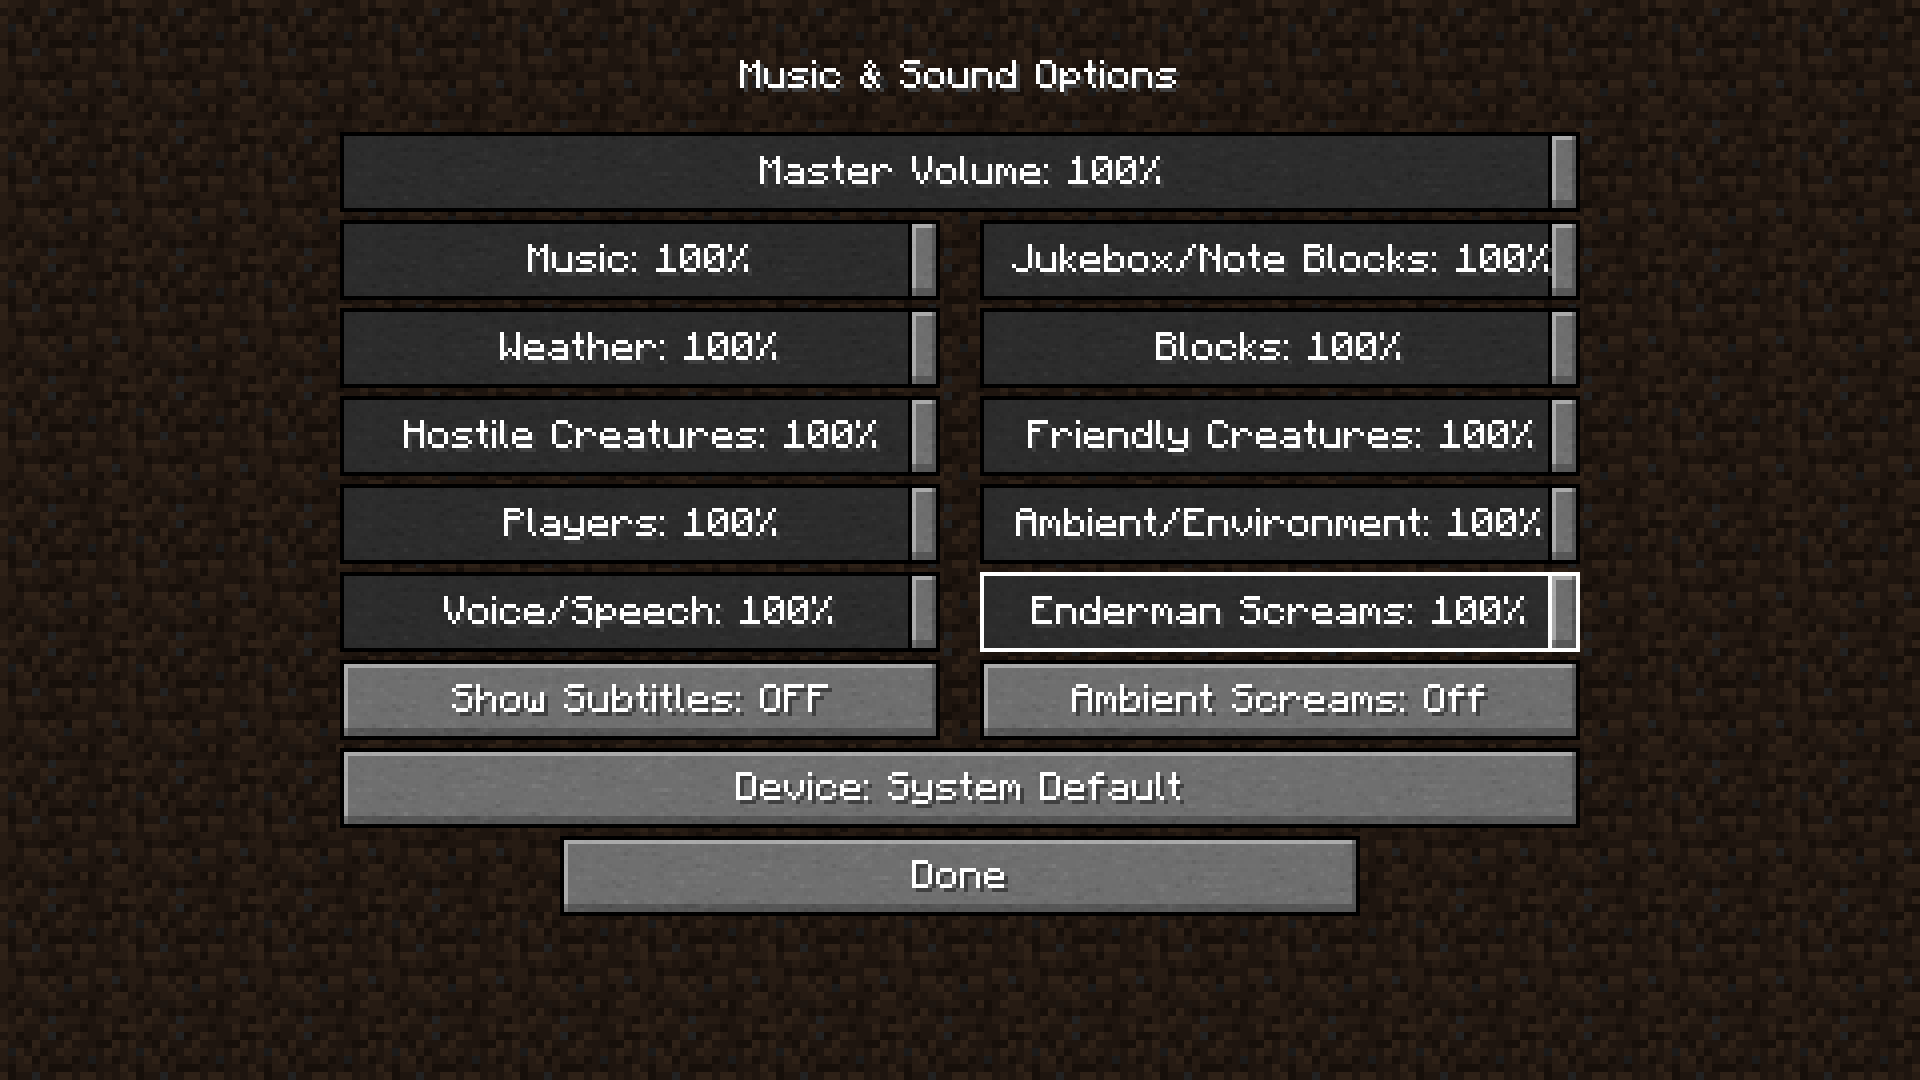 Music & Sound Options
Master Volume: 100%
Music: 100%
Jukebox/Note Blocks: 100%
Weather: 100%
Blocks: 100%
Hostile Creatures: 100%
Friendly Creatures: 100%
Players: 100%
Ambient/Environment: 100%
Voice/Speech: 100%
Enderman Screams: 100%
Show Subtitles: OFF
Ambient Screams: Off
Device: System Default
Done